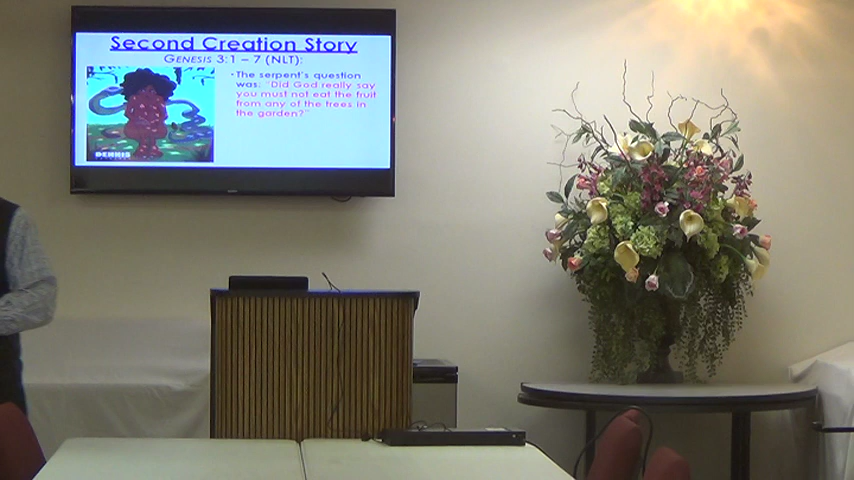 Second Creation Story
GENESIS 3:1 – 7 (NLT):
• The serpent's question
was: "Did God really say
you must not eat the fruit
from any of the trees in
the garden?"
DENNIS